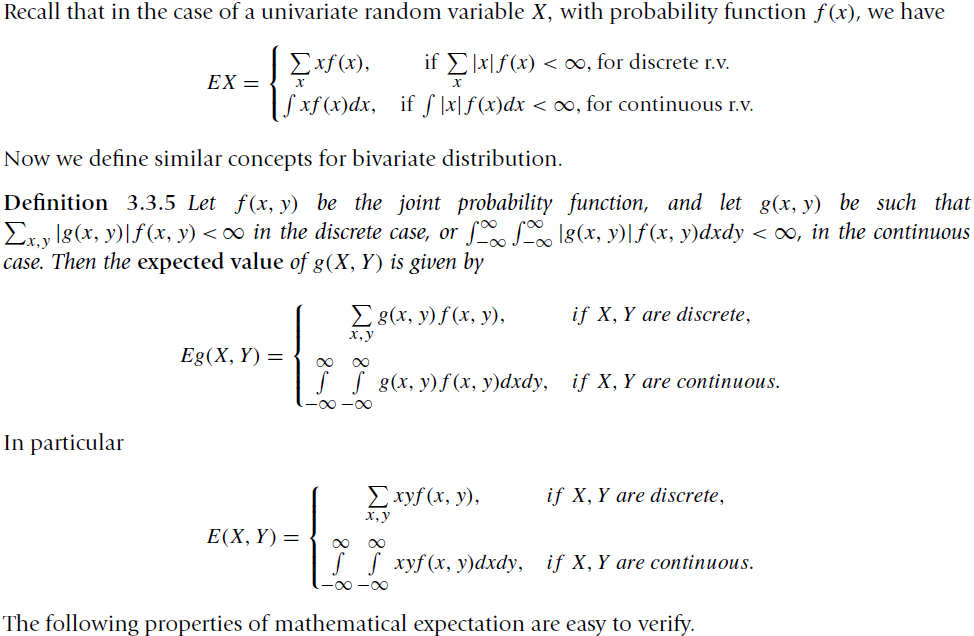 Recall that in the case of a univariate random variable X, with probability function f(x), we have
EX = { ∑_x xf(x), if ∑_x |x|f(x) < ∞, for discrete r.v.
∫ xf(x)dx, if ∫ |x|f(x)dx < ∞, for continuous r.v.
Now we define similar concepts for bivariate distribution.
Definition 3.3.5 Let f(x, y) be the joint probability function, and let g(x, y) be such that
∑_{x,y} |g(x, y)|f(x, y) < ∞ in the discrete case, or ∫_{-∞}^{∞} ∫_{-∞}^{∞} |g(x, y)|f(x, y)dxdy < ∞, in the continuous
case. Then the expected value of g(X, Y) is given by
Eg(X, Y) = { ∑_{x,y} g(x, y)f(x, y), if X, Y are discrete,
∫_{-∞}^{∞} ∫_{-∞}^{∞} g(x, y)f(x, y)dxdy, if X, Y are continuous.
In particular
E(X, Y) = { ∑_{x,y} xyf(x, y), if X, Y are discrete,
∫_{-∞}^{∞} ∫_{-∞}^{∞} xyf(x, y)dxdy, if X, Y are continuous.
The following properties of mathematical expectation are easy to verify.